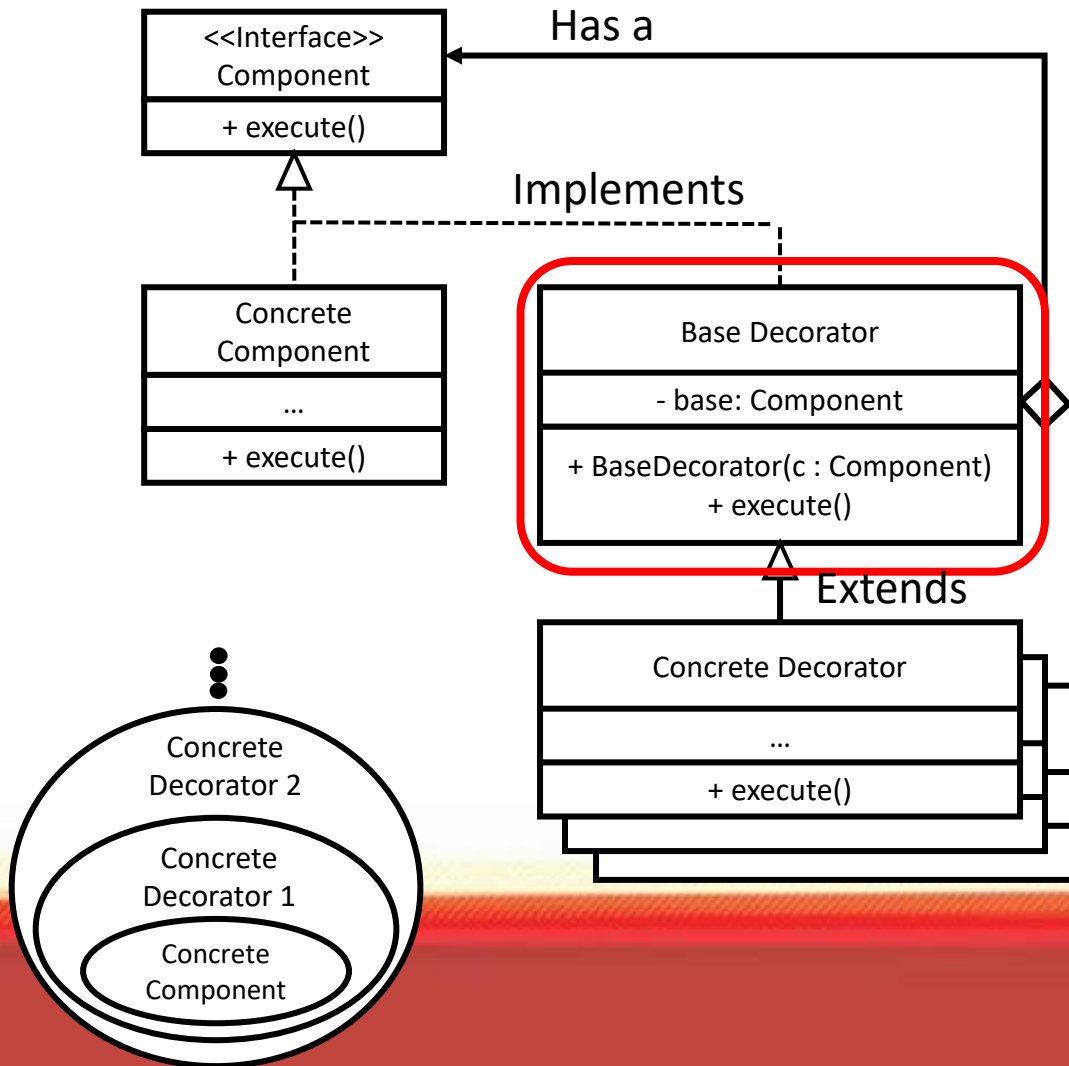 <<Interface>>
Component
+ execute()
Has a
Implements
Concrete
Component
...
+ execute()
Base Decorator
- base: Component
+ BaseDecorator(c : Component)
+ execute()
Extends
Concrete Decorator
...
+ execute()
Concrete
Decorator 2
Concrete
Decorator 1
Concrete
Component